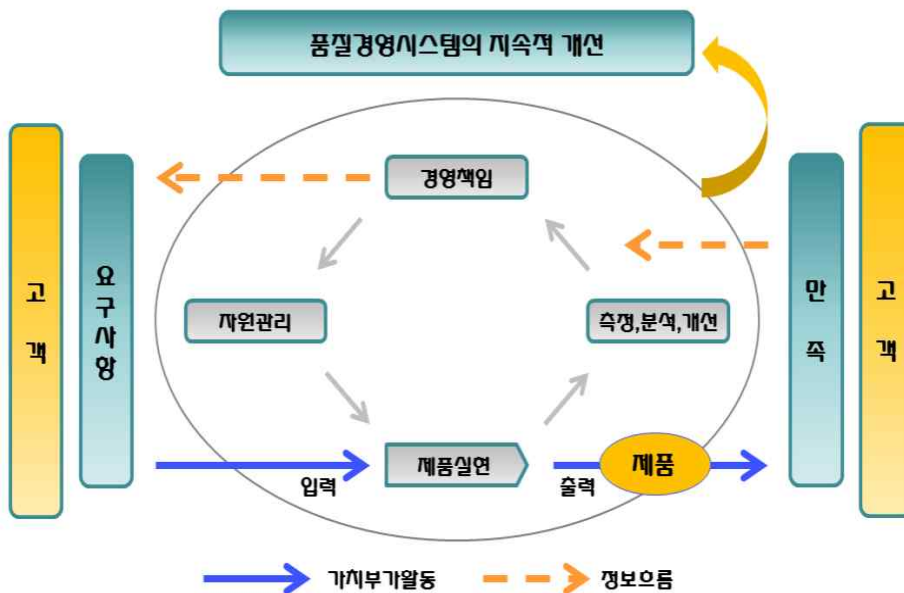 품질경영시스템의 지속적 개선
고객
요구사항
경영책임
자원관리
측정,분석,개선
제품실현
입력
출력
제품
만족
고객
가치부가활동
정보흐름